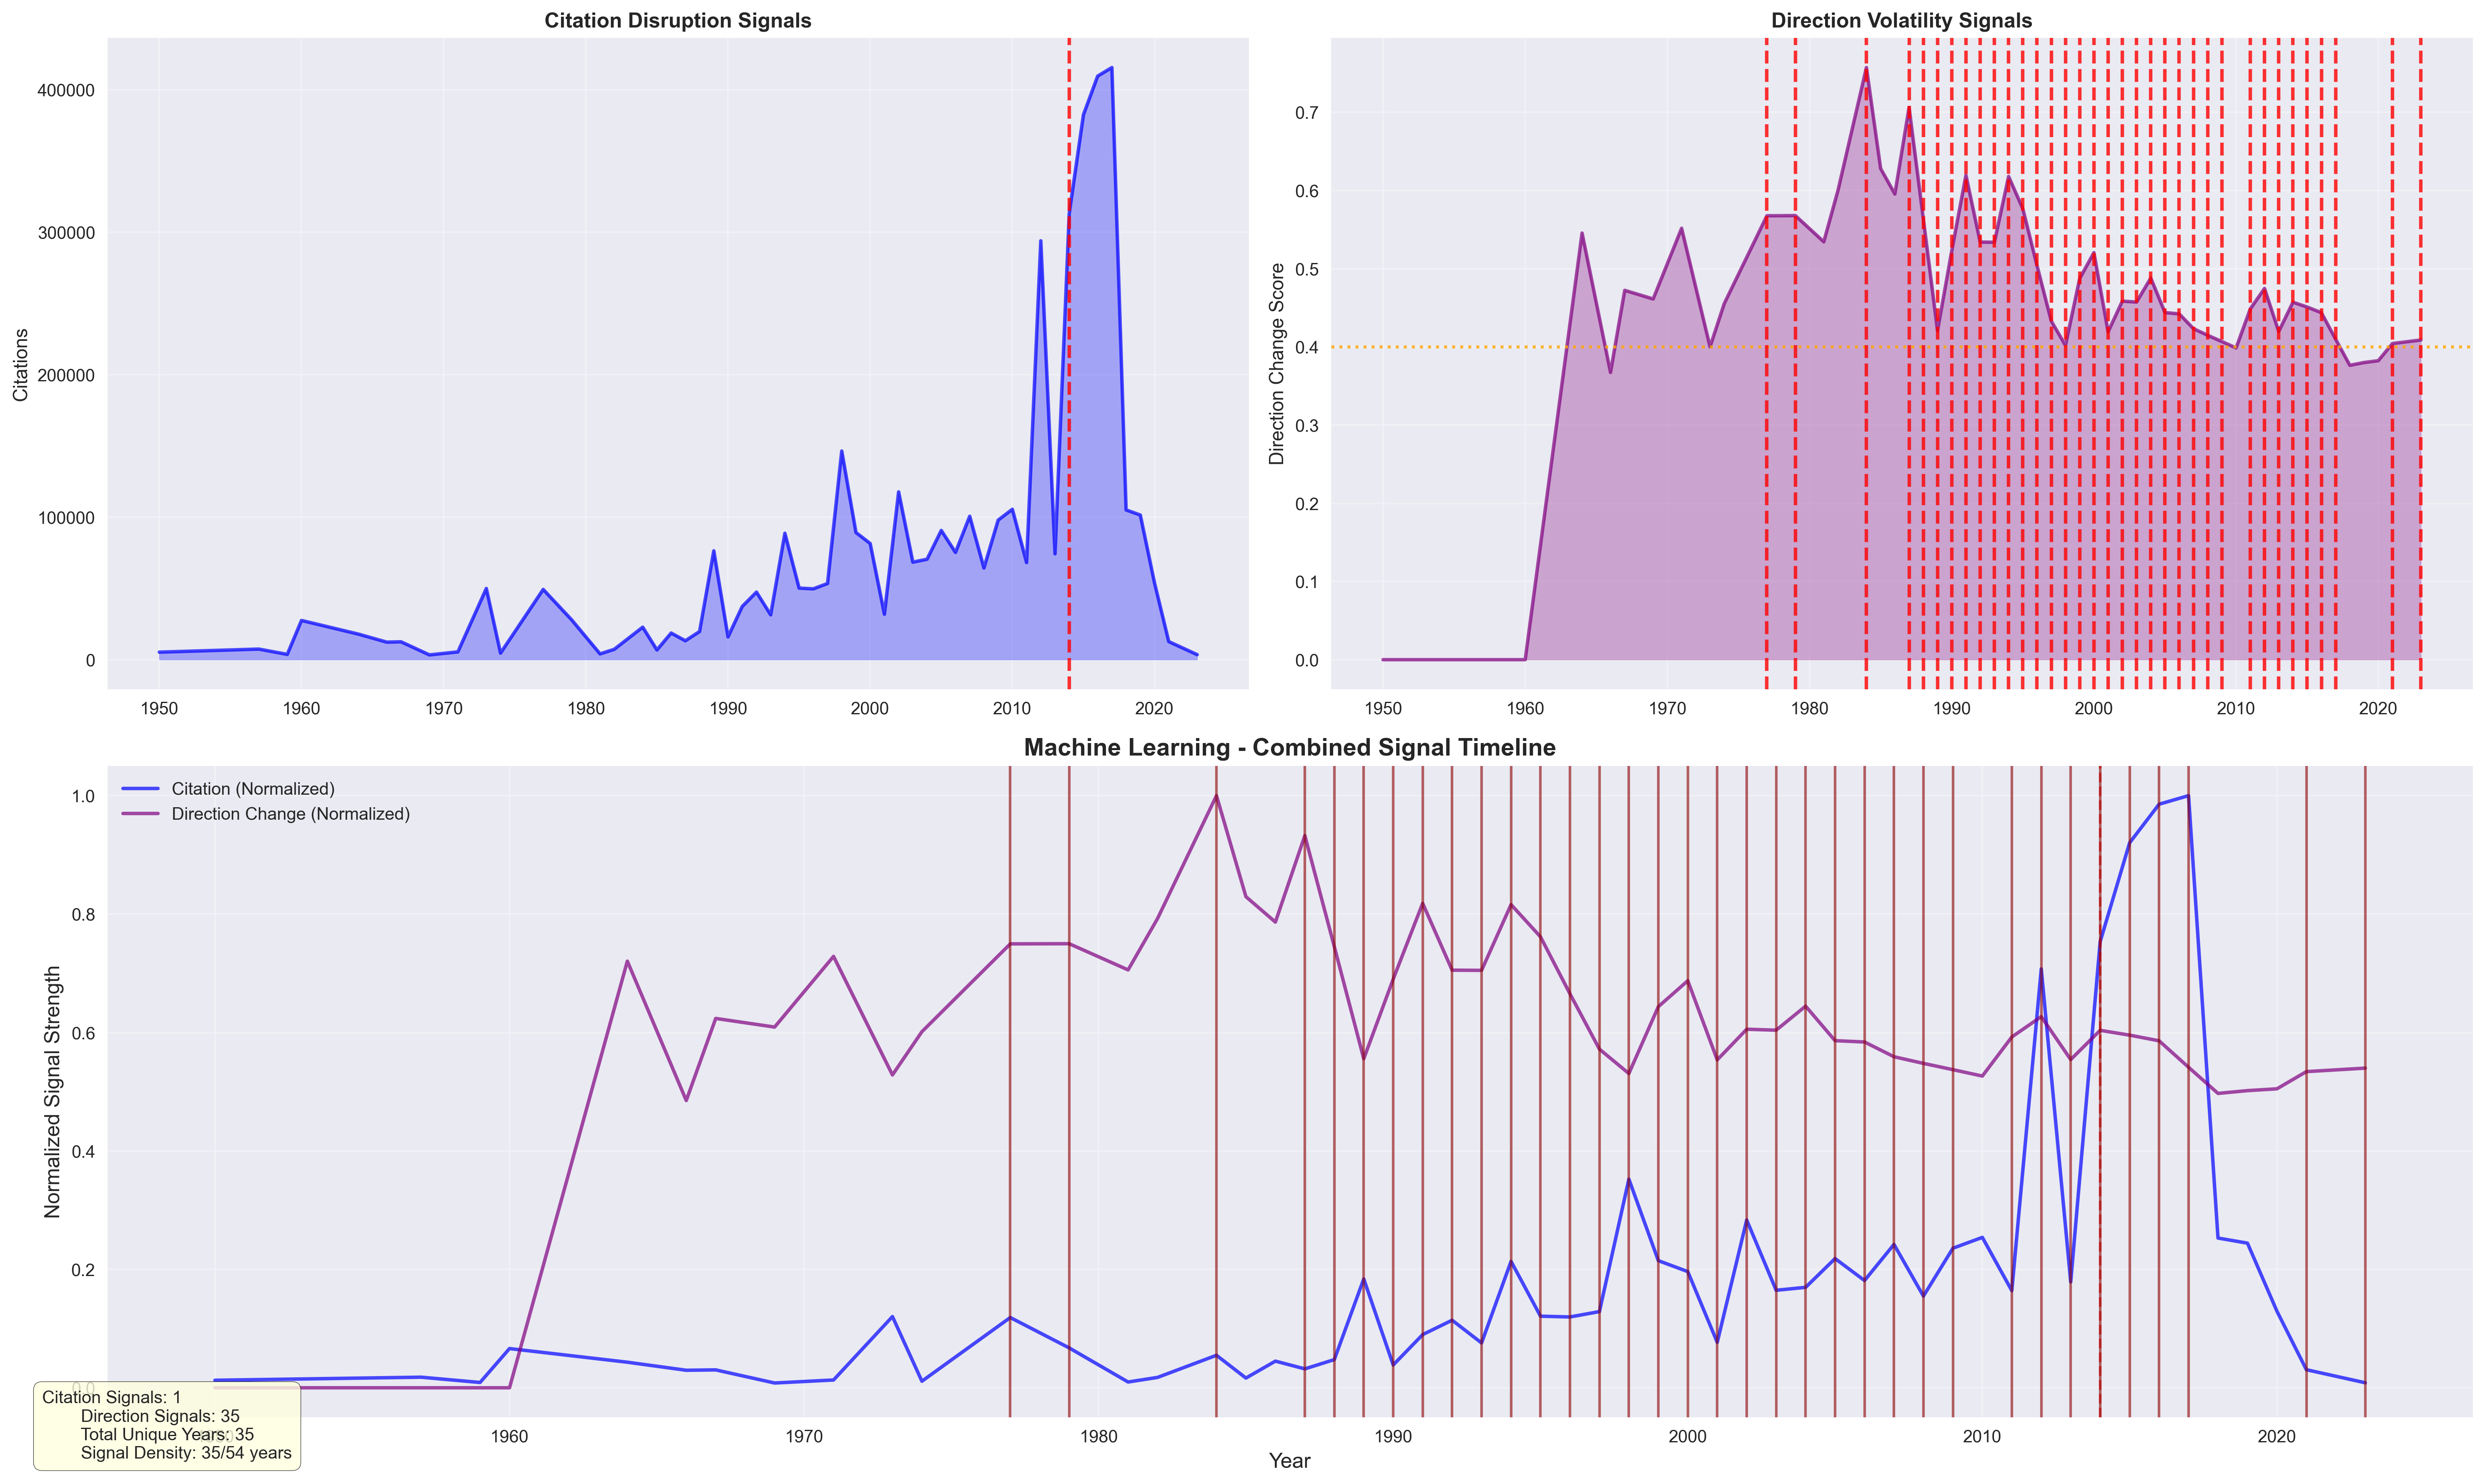 Citation Disruption Signals
Citations
400000
300000
200000
100000
0
1950 1960 1970 1980 1990 2000 2010 2020
Direction Volatility Signals
Direction Change Score
0.7
0.6
0.5
0.4
0.3
0.2
0.1
0.0
1950 1960 1970 1980 1990 2000 2010 2020
Machine Learning - Combined Signal Timeline
Citation (Normalized)
Direction Change (Normalized)
Normalized Signal Strength
1.0
0.8
0.6
0.4
0.2
0.0
1960 1970 1980 1990 2000 2010 2020
Year
Citation Signals: 1
Direction Signals: 35
Total Unique Years: 35
Signal Density: 35/54 years